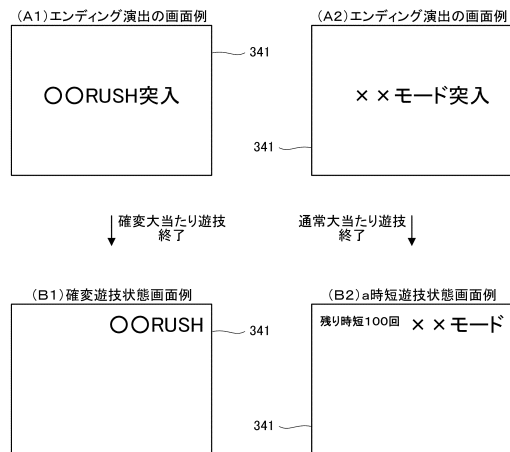 (A1)エンディング演出の画面例
(A2)エンディング演出の画面例
341
〇〇RUSH突入
××モード突入
341
確変大当たり遊技
終了
通常大当たり遊技
終了
(B1)確変遊技状態画面例
(B2)a時短遊技状態画面例
〇〇RUSH
341
残り時短100回
××モード
341